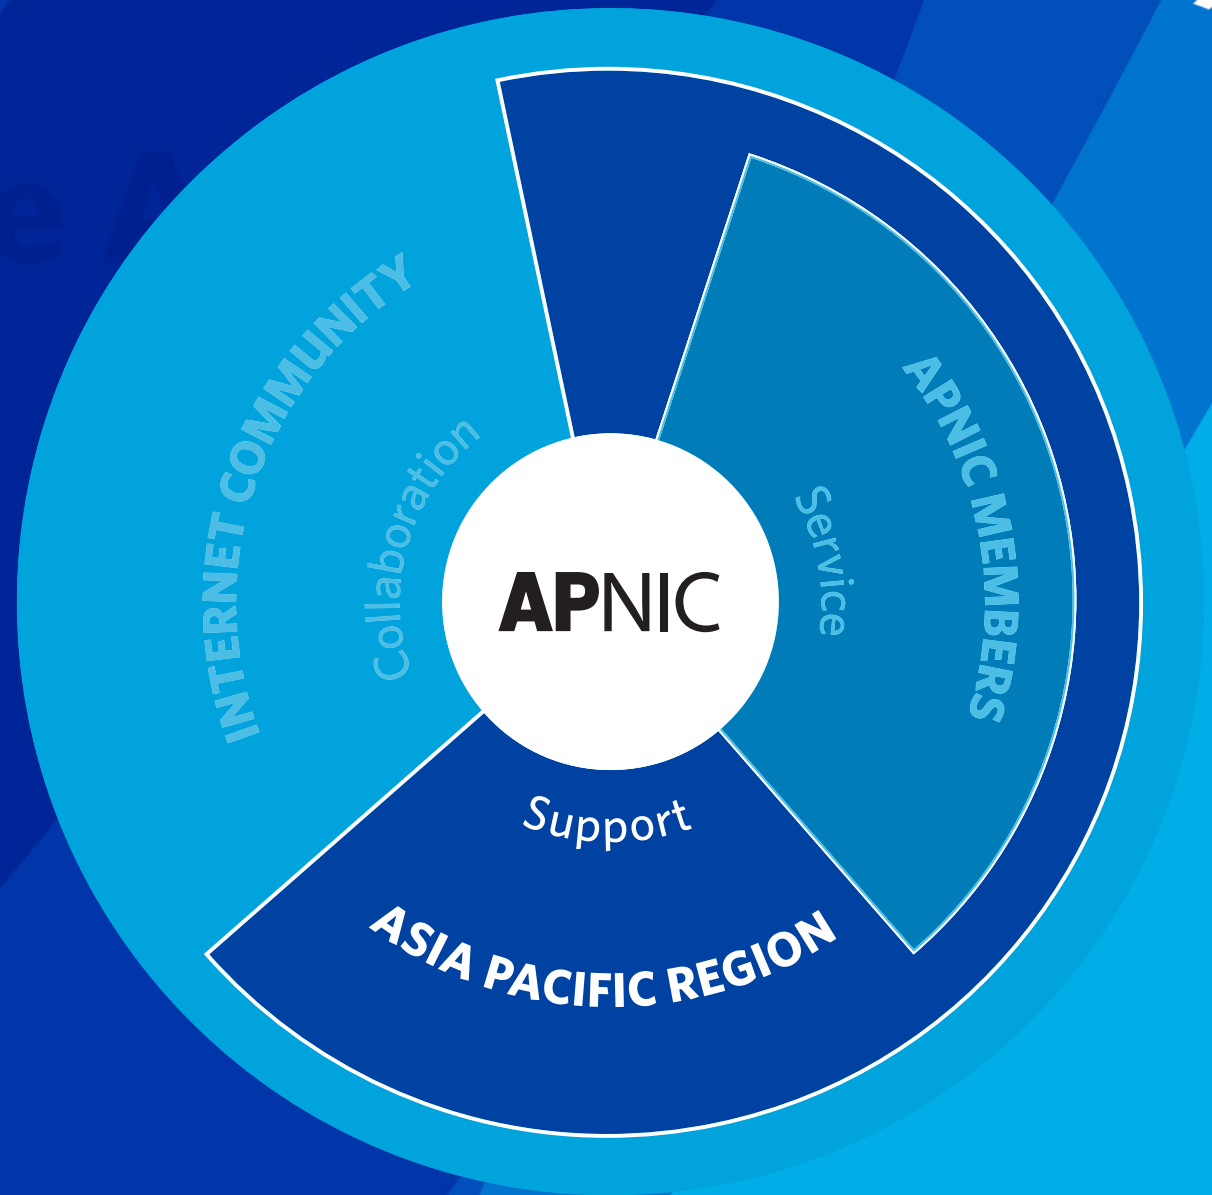 INTERNET COMMUNITY
Collaboration
APNIC
Service
APNIC MEMBERS
Support
ASIA PACIFIC REGION